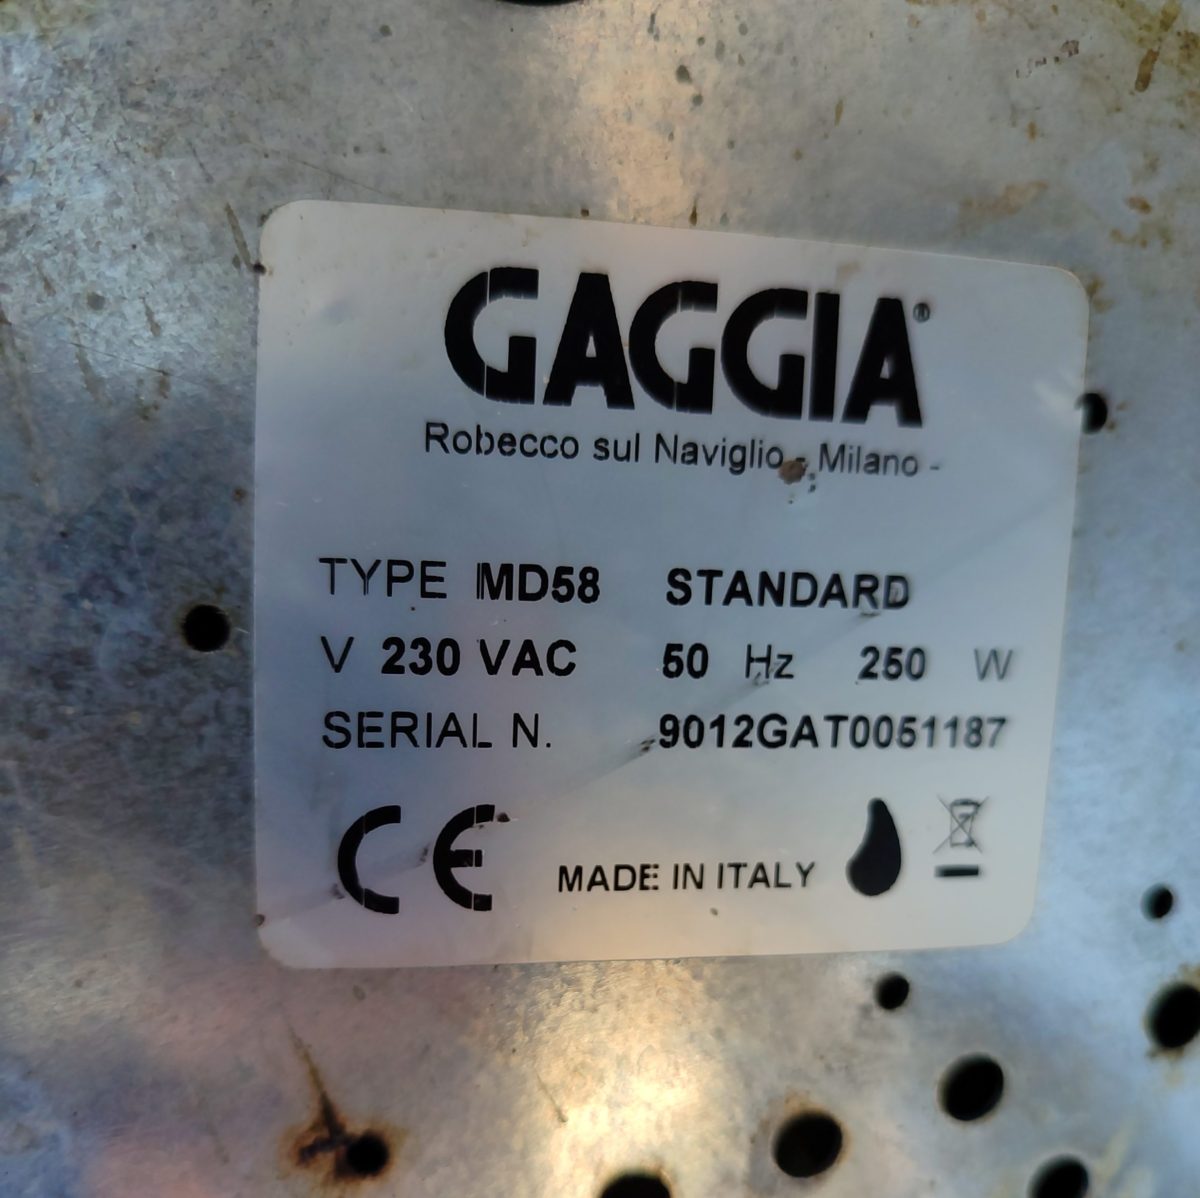 GAGGIA®
Robecco sul Naviglio - Milano -
TYPE MD58 STANDARD
V 230 VAC 50 Hz 250 W
SERIAL N. 9012GAT0051187
CE MADE IN ITALY